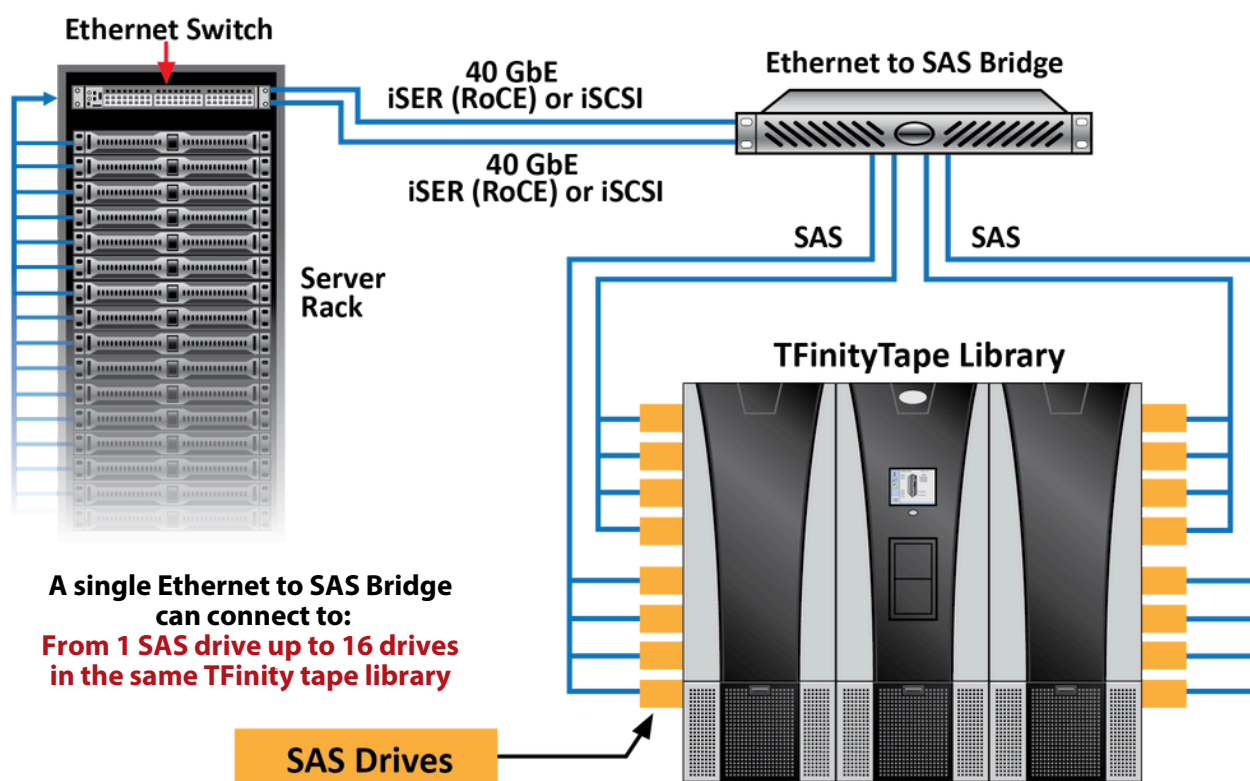 Ethernet Switch
40 GbE
iSER (RoCE) or iSCSI
Ethernet to SAS Bridge
40 GbE
iSER (RoCE) or iSCSI
SAS
SAS
Server
Rack
TFinityTape Library
A single Ethernet to SAS Bridge
can connect to:
From 1 SAS drive up to 16 drives
in the same TFinity tape library
SAS Drives